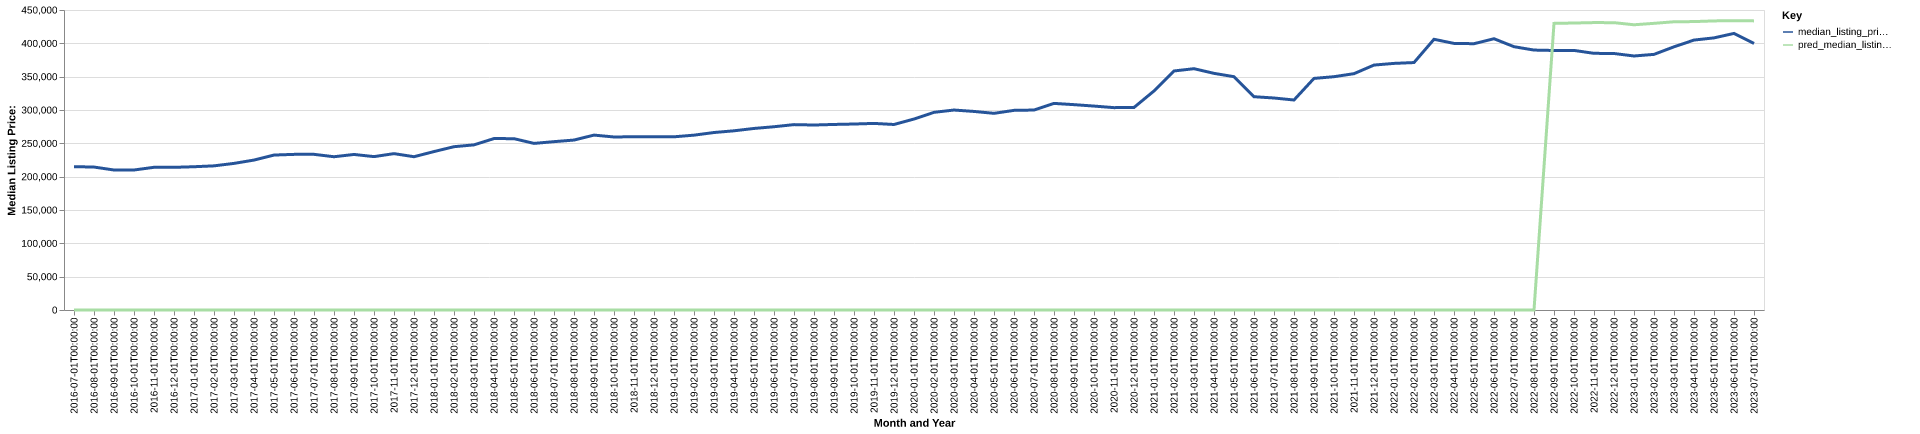 450,000
400,000
350,000
300,000
250,000
200,000
150,000
100,000
50,000
0
Median Listing Price:
2016-07-01T00:00:00
2016-08-01T00:00:00
2016-09-01T00:00:00
2016-10-01T00:00:00
2016-11-01T00:00:00
2016-12-01T00:00:00
2017-01-01T00:00:00
2017-02-01T00:00:00
2017-03-01T00:00:00
2017-04-01T00:00:00
2017-05-01T00:00:00
2017-06-01T00:00:00
2017-07-01T00:00:00
2017-08-01T00:00:00
2017-09-01T00:00:00
2017-10-01T00:00:00
2017-11-01T00:00:00
2017-12-01T00:00:00
2018-01-01T00:00:00
2018-02-01T00:00:00
2018-03-01T00:00:00
2018-04-01T00:00:00
2018-05-01T00:00:00
2018-06-01T00:00:00
2018-07-01T00:00:00
2018-08-01T00:00:00
2018-09-01T00:00:00
2018-10-01T00:00:00
2018-11-01T00:00:00
2018-12-01T00:00:00
2019-01-01T00:00:00
2019-02-01T00:00:00
2019-03-01T00:00:00
2019-04-01T00:00:00
2019-05-01T00:00:00
2019-06-01T00:00:00
2019-07-01T00:00:00
2019-08-01T00:00:00
2019-09-01T00:00:00
2019-10-01T00:00:00
2019-11-01T00:00:00
2019-12-01T00:00:00
2020-01-01T00:00:00
2020-02-01T00:00:00
2020-03-01T00:00:00
2020-04-01T00:00:00
2020-05-01T00:00:00
2020-06-01T00:00:00
2020-07-01T00:00:00
2020-08-01T00:00:00
2020-09-01T00:00:00
2020-10-01T00:00:00
2020-11-01T00:00:00
2020-12-01T00:00:00
2021-01-01T00:00:00
2021-02-01T00:00:00
2021-03-01T00:00:00
2021-04-01T00:00:00
2021-05-01T00:00:00
2021-06-01T00:00:00
2021-07-01T00:00:00
2021-08-01T00:00:00
2021-09-01T00:00:00
2021-10-01T00:00:00
2021-11-01T00:00:00
2021-12-01T00:00:00
2022-01-01T00:00:00
2022-02-01T00:00:00
2022-03-01T00:00:00
2022-04-01T00:00:00
2022-05-01T00:00:00
2022-06-01T00:00:00
2022-07-01T00:00:00
2022-08-01T00:00:00
2022-09-01T00:00:00
2022-10-01T00:00:00
2022-11-01T00:00:00
2022-12-01T00:00:00
2023-01-01T00:00:00
2023-02-01T00:00:00
2023-03-01T00:00:00
2023-04-01T00:00:00
2023-05-01T00:00:00
2023-06-01T00:00:00
2023-07-01T00:00:00
Month and Year
Key
median_listing_pri…
pred_median_listin…